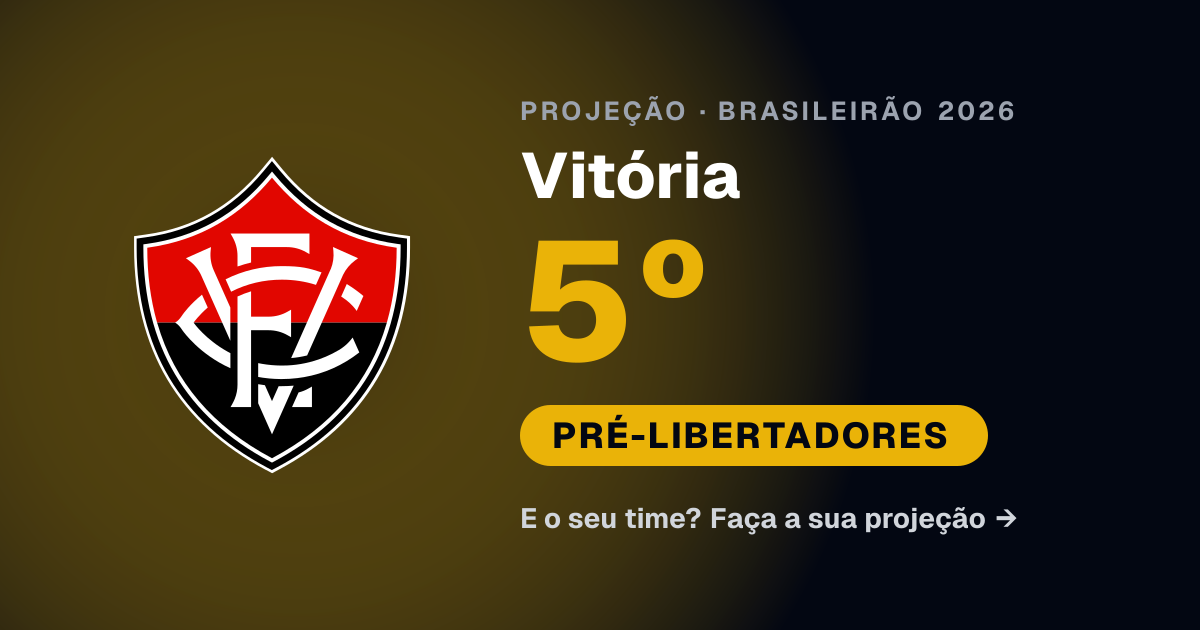 PROJEÇÃO · BRASILEIRÃO 2026
Vitória
5º
PRÉ-LIBERTADORES
E o seu time? Faça a sua projeção →